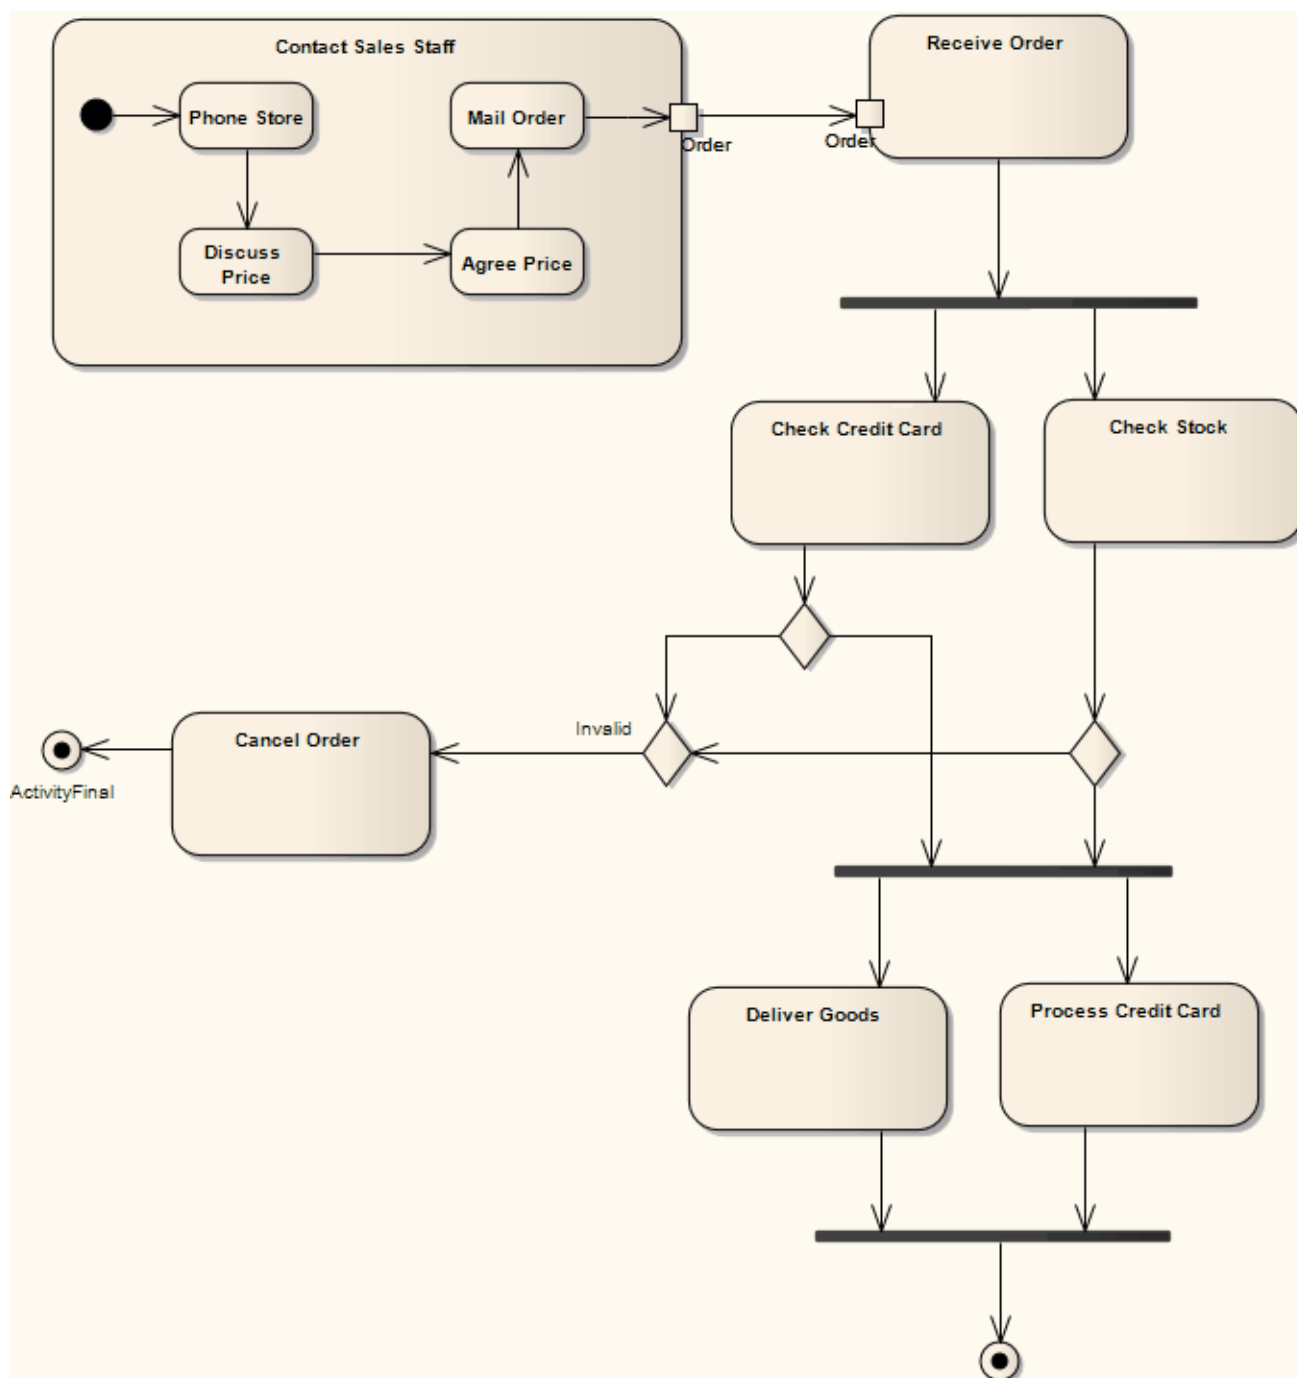 Contact Sales Staff
Receive Order
Phone Store
Mail Order
Order
Order
Discuss
Price
Agree Price
Check Credit Card
Check Stock
Invalid
Cancel Order
ActivityFinal
Deliver Goods
Process Credit Card